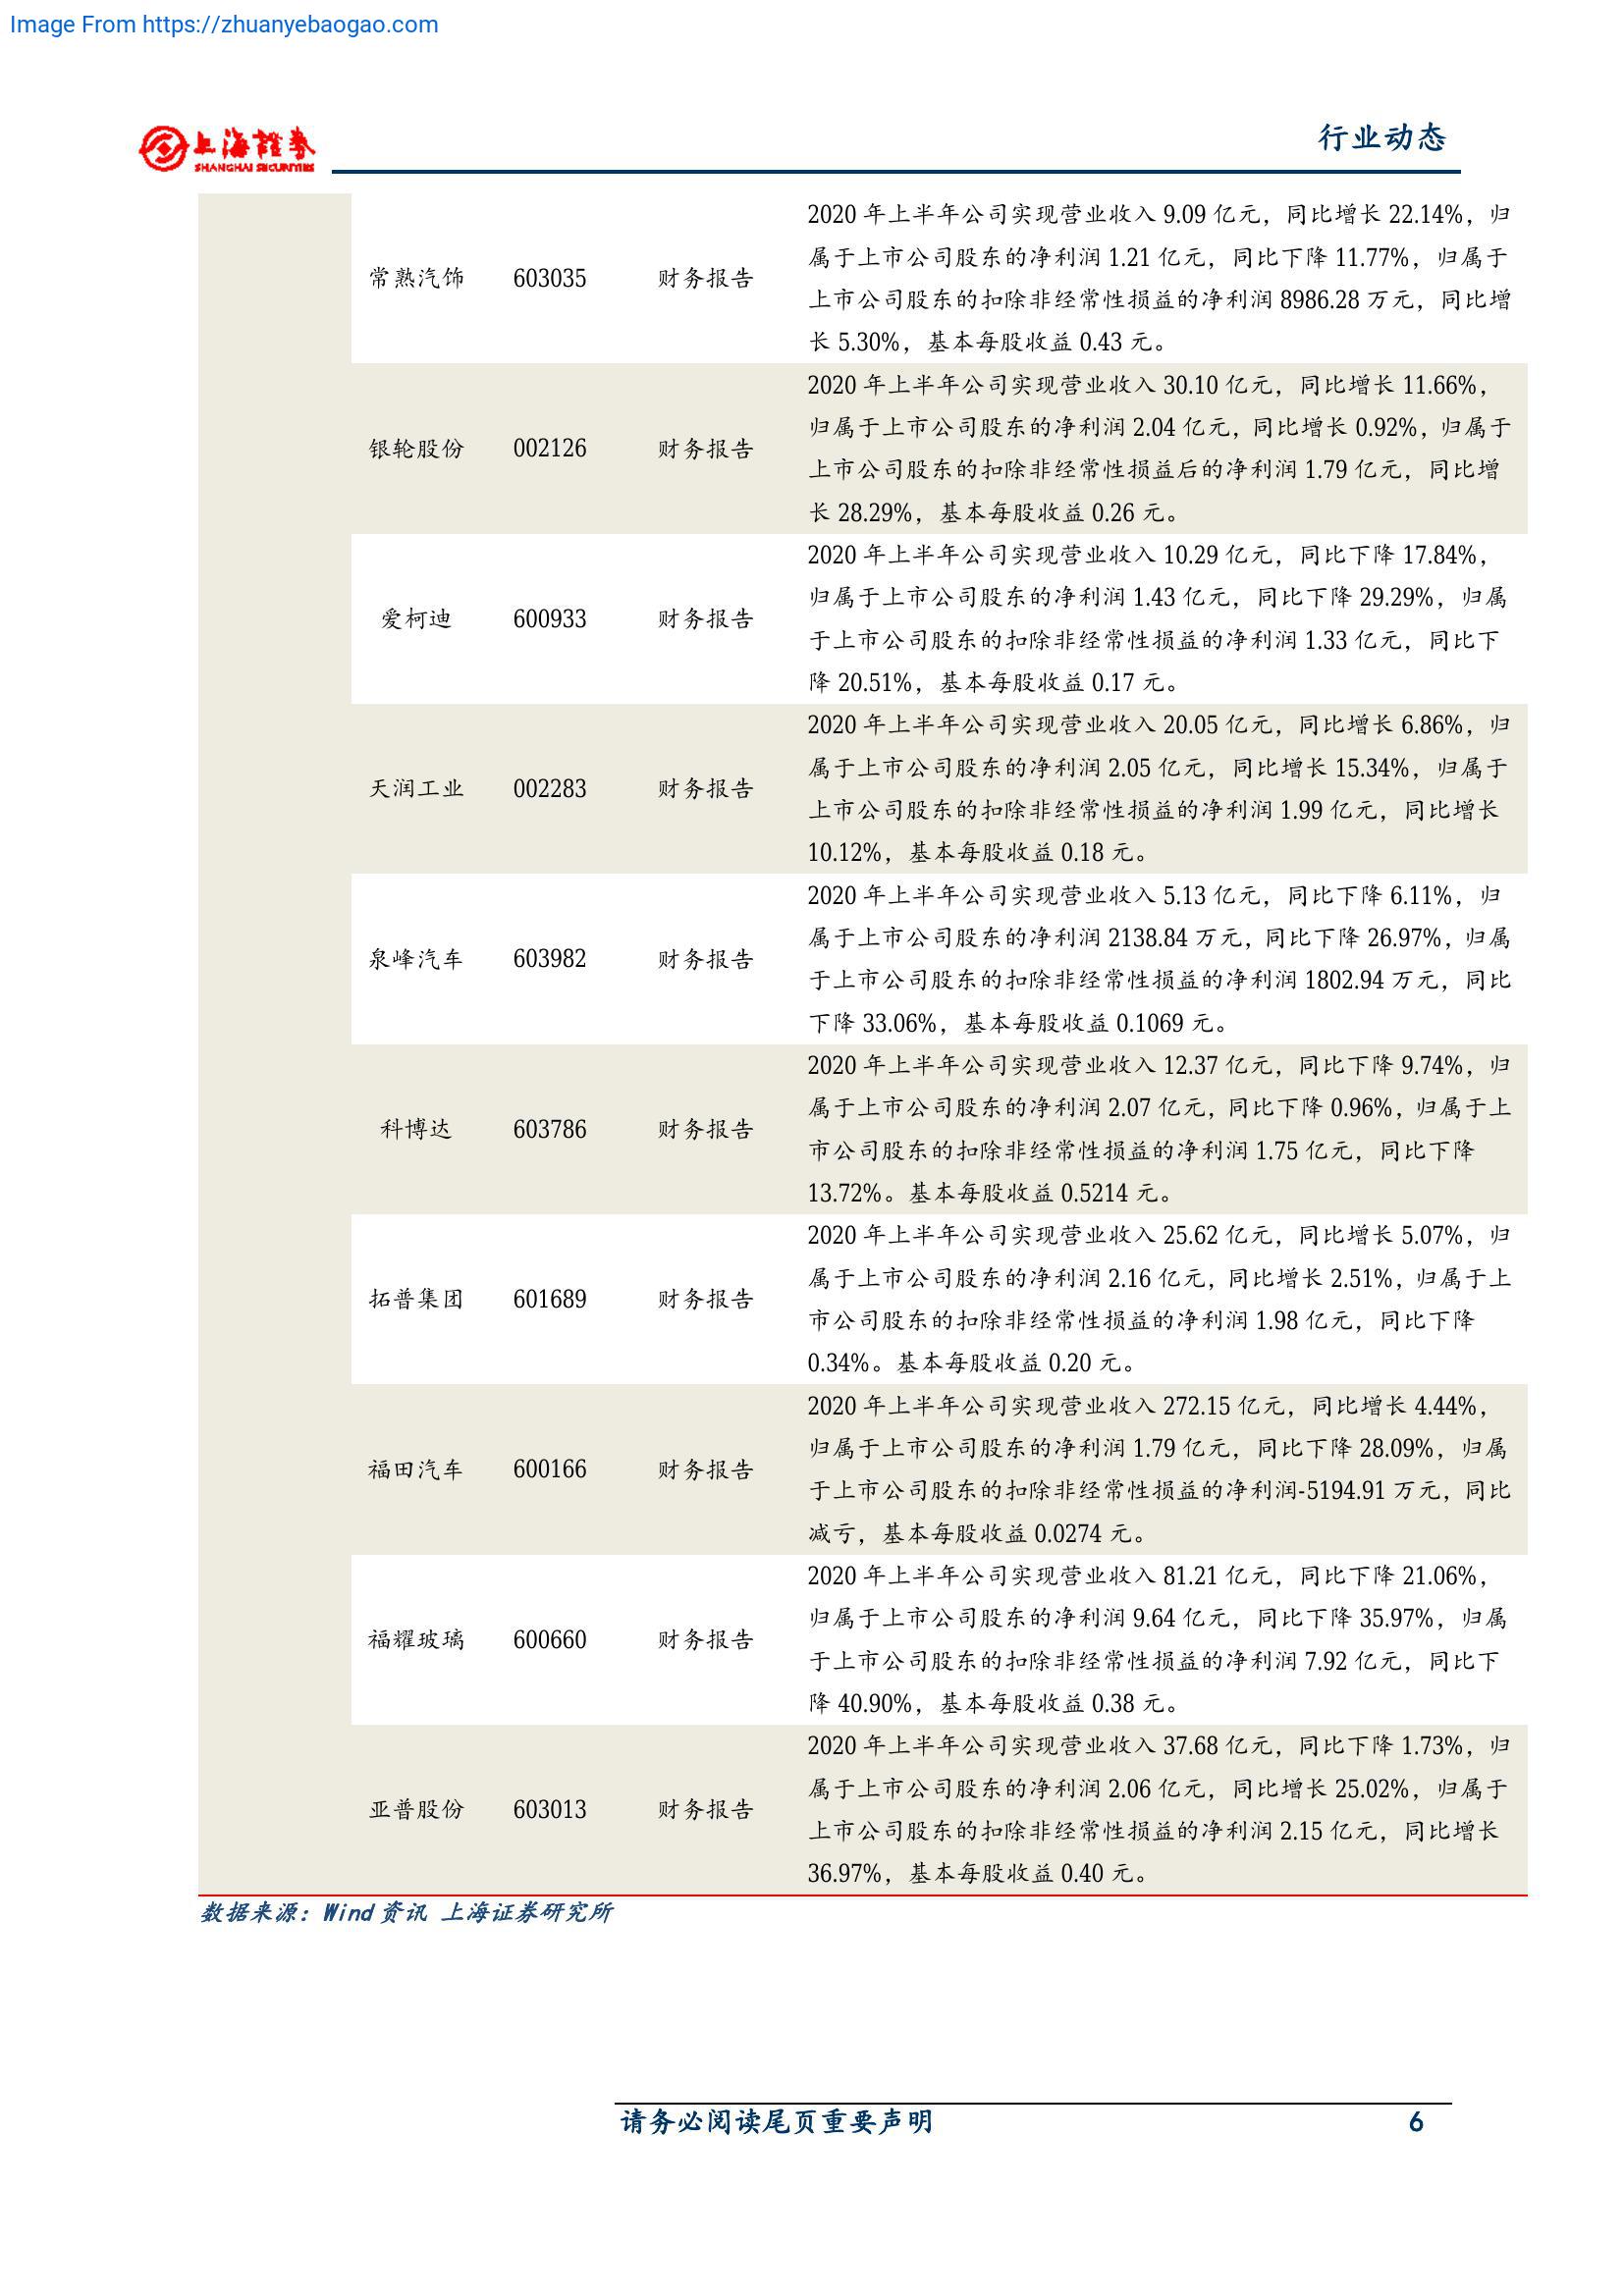 Image From https://zhuanyebaogao.com
上海證券
SHANGHAI SECURITIES
行业动态
2020 年上半年公司实现营业收入 9.09 亿元，同比增长 22.14%，归
属于上市公司股东的净利润 1.21 亿元，同比下降 11.77%，归属于
常熟汽饰 603035 财务报告
上市公司股东的扣除非经常性损益的净利润 8986.28 万元，同比增
长 5.30%，基本每股收益 0.43 元。
2020 年上半年公司实现营业收入 30.10 亿元，同比增长 11.66%，
归属于上市公司股东的净利润 2.04 亿元，同比增长 0.92%，归属于
银轮股份 002126 财务报告
上市公司股东的扣除非经常性损益后的净利润 1.79 亿元，同比增
长 28.29%，基本每股收益 0.26 元。
2020 年上半年公司实现营业收入 10.29 亿元，同比下降 17.84%，
归属于上市公司股东的净利润 1.43 亿元，同比下降 29.29%，归属
爱柯迪 600933 财务报告
于上市公司股东的扣除非经常性损益的净利润 1.33 亿元，同比下
降 20.51%，基本每股收益 0.17 元。
2020 年上半年公司实现营业收入 20.05 亿元，同比增长 6.86%，归
属于上市公司股东的净利润 2.05 亿元，同比增长 15.34%，归属于
天润工业 002283 财务报告
上市公司股东的扣除非经常性损益的净利润 1.99 亿元，同比增长
10.12%，基本每股收益 0.18 元。
2020 年上半年公司实现营业收入 5.13 亿元，同比下降 6.11%，归
属于上市公司股东的净利润 2138.84 万元，同比下降 26.97%，归属
泉峰汽车 603982 财务报告
于上市公司股东的扣除非经常性损益的净利润 1802.94 万元，同比
下降 33.06%，基本每股收益 0.1069 元。
2020 年上半年公司实现营业收入 12.37 亿元，同比下降 9.74%，归
属于上市公司股东的净利润 2.07 亿元，同比下降 0.96%，归属于上
科博达 603786 财务报告
市公司股东的扣除非经常性损益的净利润 1.75 亿元，同比下降
13.72%。基本每股收益 0.5214 元。
2020 年上半年公司实现营业收入 25.62 亿元，同比增长 5.07%，归
属于上市公司股东的净利润 2.16 亿元，同比增长 2.51%，归属于上
拓普集团 601689 财务报告
市公司股东的扣除非经常性损益的净利润 1.98 亿元，同比下降
0.34%。基本每股收益 0.20 元。
2020 年上半年公司实现营业收入 272.15 亿元，同比增长 4.44%，
归属于上市公司股东的净利润 1.79 亿元，同比下降 28.09%，归属
福田汽车 600166 财务报告
于上市公司股东的扣除非经常性损益的净利润-5194.91 万元，同比
减亏，基本每股收益 0.0274 元。
2020 年上半年公司实现营业收入 81.21 亿元，同比下降 21.06%，
归属于上市公司股东的净利润 9.64 亿元，同比下降 35.97%，归属
福耀玻璃 600660 财务报告
于上市公司股东的扣除非经常性损益的净利润 7.92 亿元，同比下
降 40.90%，基本每股收益 0.38 元。
2020 年上半年公司实现营业收入 37.68 亿元，同比下降 1.73%，归
属于上市公司股东的净利润 2.06 亿元，同比增长 25.02%，归属于
亚普股份 603013 财务报告
上市公司股东的扣除非经常性损益的净利润 2.15 亿元，同比增长
36.97%，基本每股收益 0.40 元。
数据来源：Wind 资讯 上海证券研究所
请务必阅读尾页重要声明 6